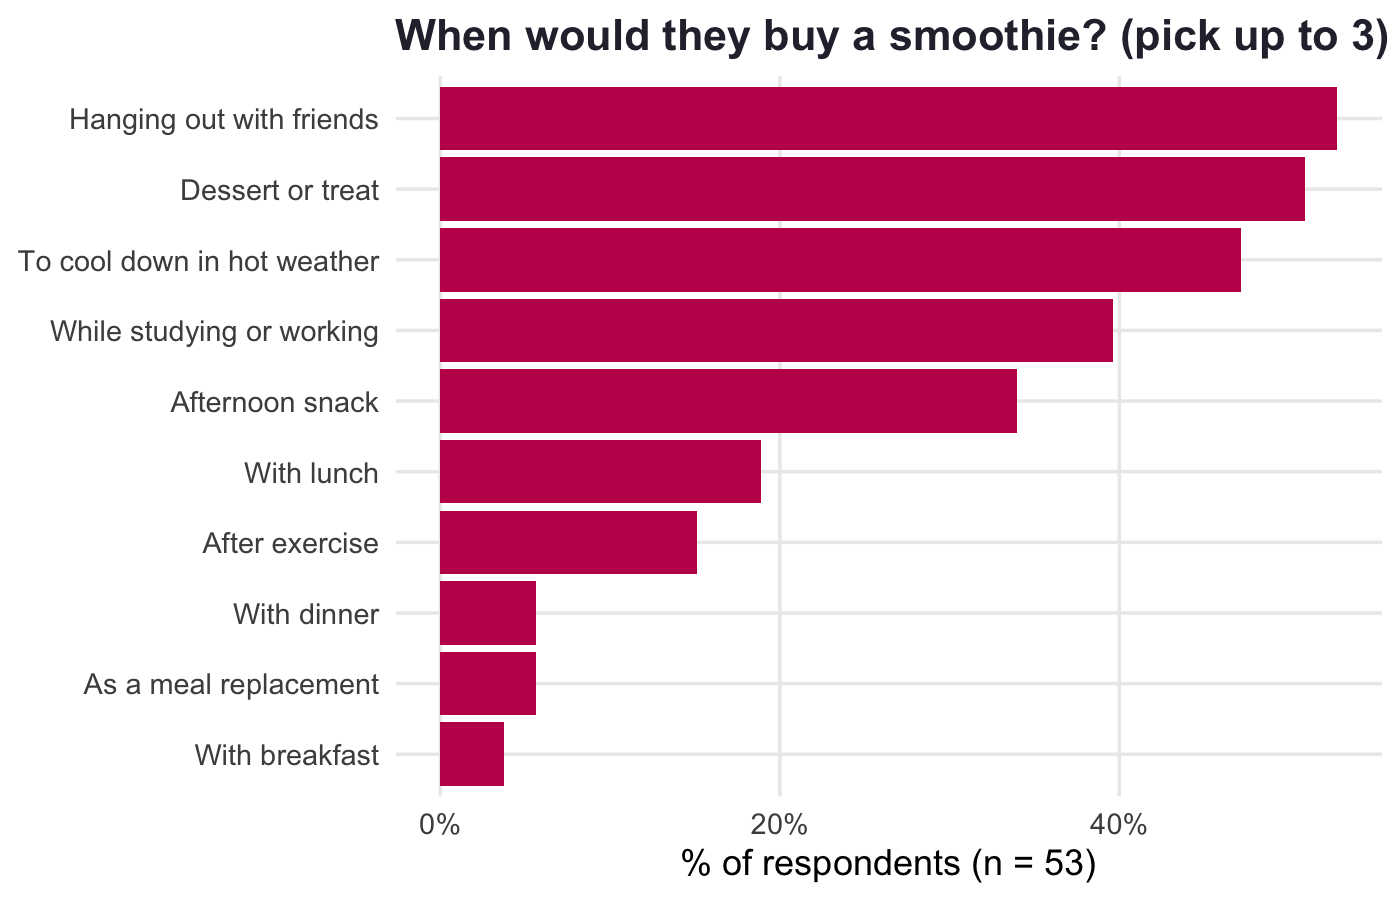 When would they buy a smoothie? (pick up to 3)
Hanging out with friends
Dessert or treat
To cool down in hot weather
While studying or working
Afternoon snack
With lunch
After exercise
With dinner
As a meal replacement
With breakfast
0% 20% 40%
% of respondents (n = 53)